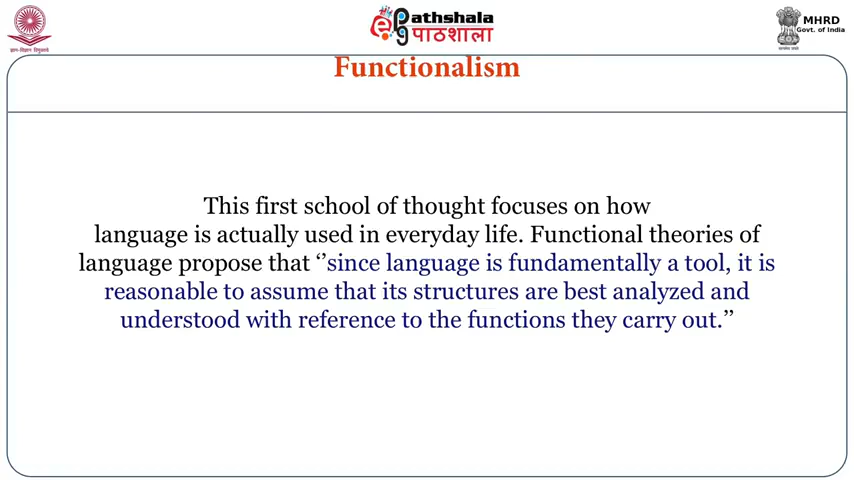 ePathshala
पाठशाला
MHRD
Govt. of India
Functionalism
This first school of thought focuses on how
language is actually used in everyday life. Functional theories of
language propose that ‘’since language is fundamentally a tool, it is
reasonable to assume that its structures are best analyzed and
understood with reference to the functions they carry out.’’